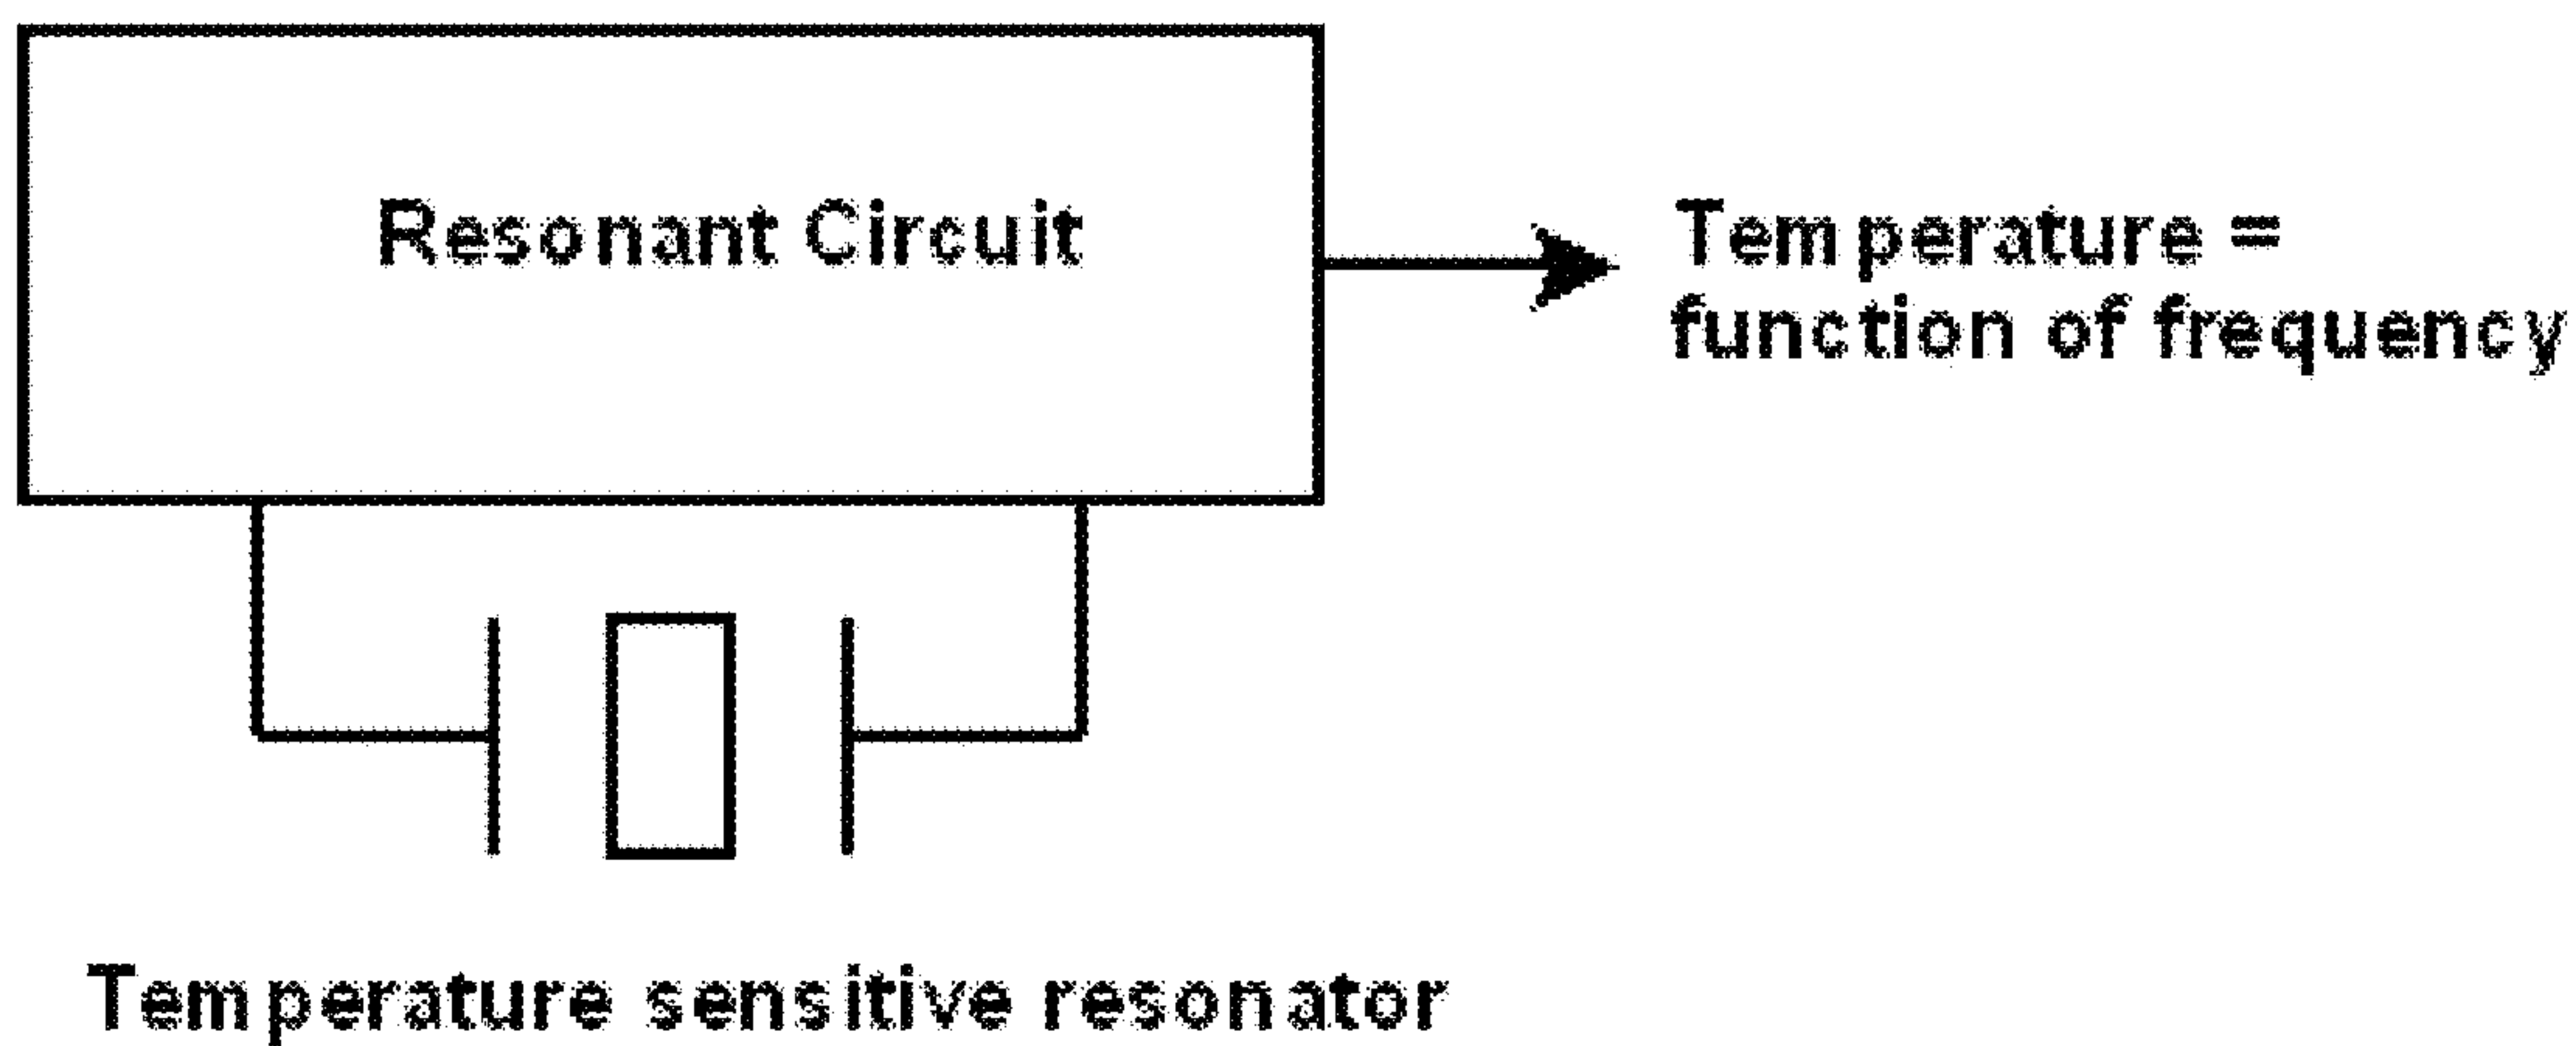 Resonant Circuit
Temperature =
function of frequency
Temperature sensitive resonator